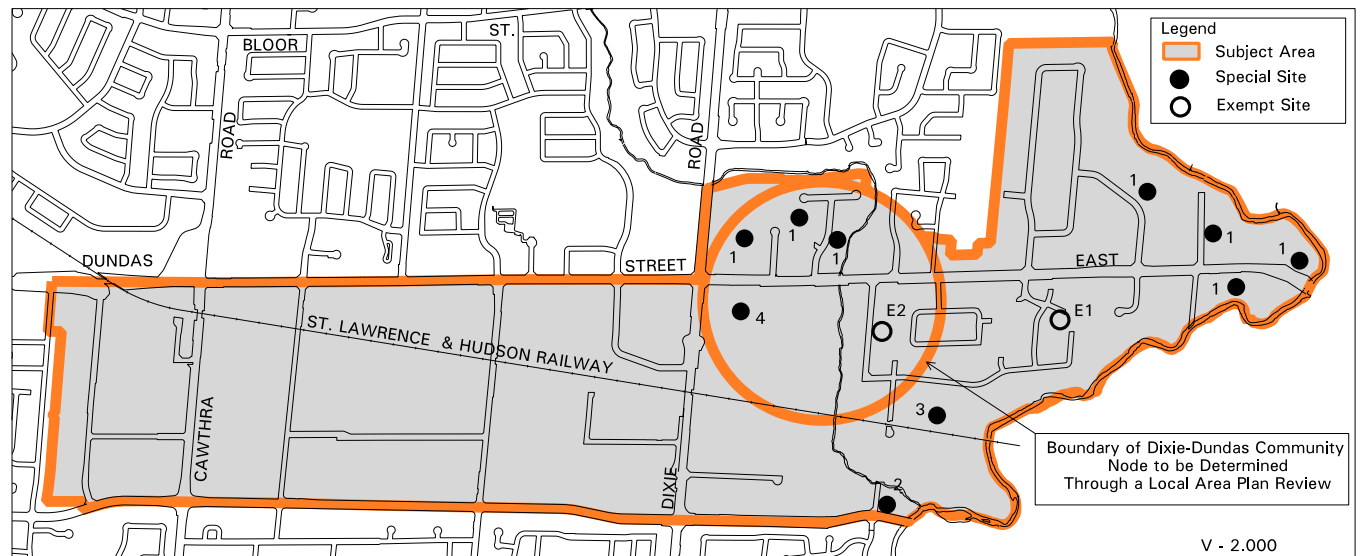 BLOOR
ST.
Legend
Subject Area
Special Site
Exempt Site
ROAD
ROAD
1
1
1
1
1
1
1
DUNDAS
STREET
EAST
4
E2
E1
ST. LAWRENCE & HUDSON RAILWAY
3
CAWTHRA
DIXIE
2
Boundary of Dixie-Dundas Community
Node to be Determined
Through a Local Area Plan Review
V - 2.000